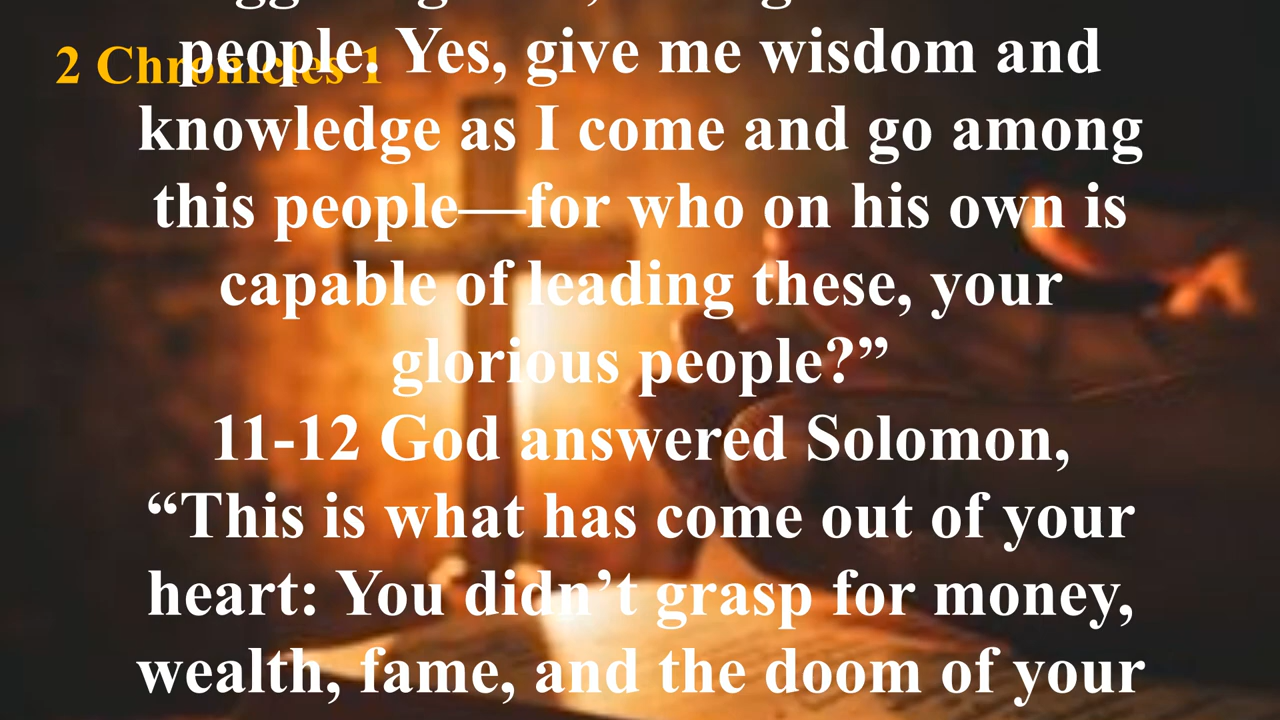 2 Chronicles 1
people. Yes, give me wisdom and
knowledge as I come and go among
this people—for who on his own is
capable of leading these, your
glorious people?”
11-12 God answered Solomon,
“This is what has come out of your
heart: You didn’t grasp for money,
wealth, fame, and the doom of your